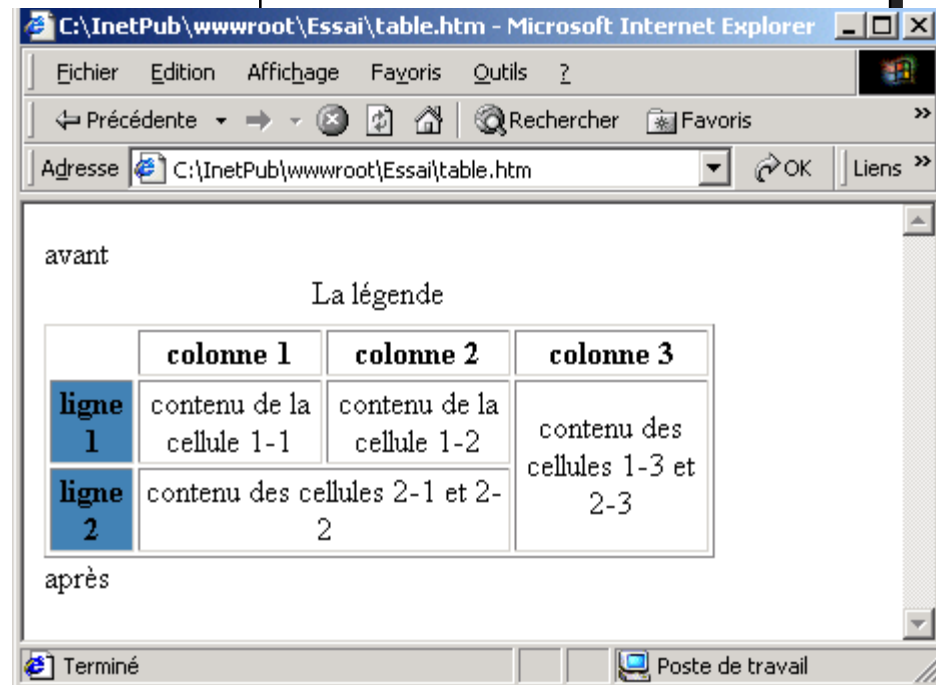 C:\InetPub\wwwroot\Essai\table.htm - Microsoft Internet Explorer
Fichier Edition Affichage Favoris Outils ?
Précédente Rechercher Favoris »
Adresse C:\InetPub\wwwroot\Essai\table.htm OK Liens »
avant
La légende
colonne 1 colonne 2 colonne 3
ligne
1
contenu de la
cellule 1-1
contenu de la
cellule 1-2
contenu des
cellules 1-3 et
2-3
ligne
2
contenu des cellules 2-1 et 2-
2
après
Terminé Poste de travail